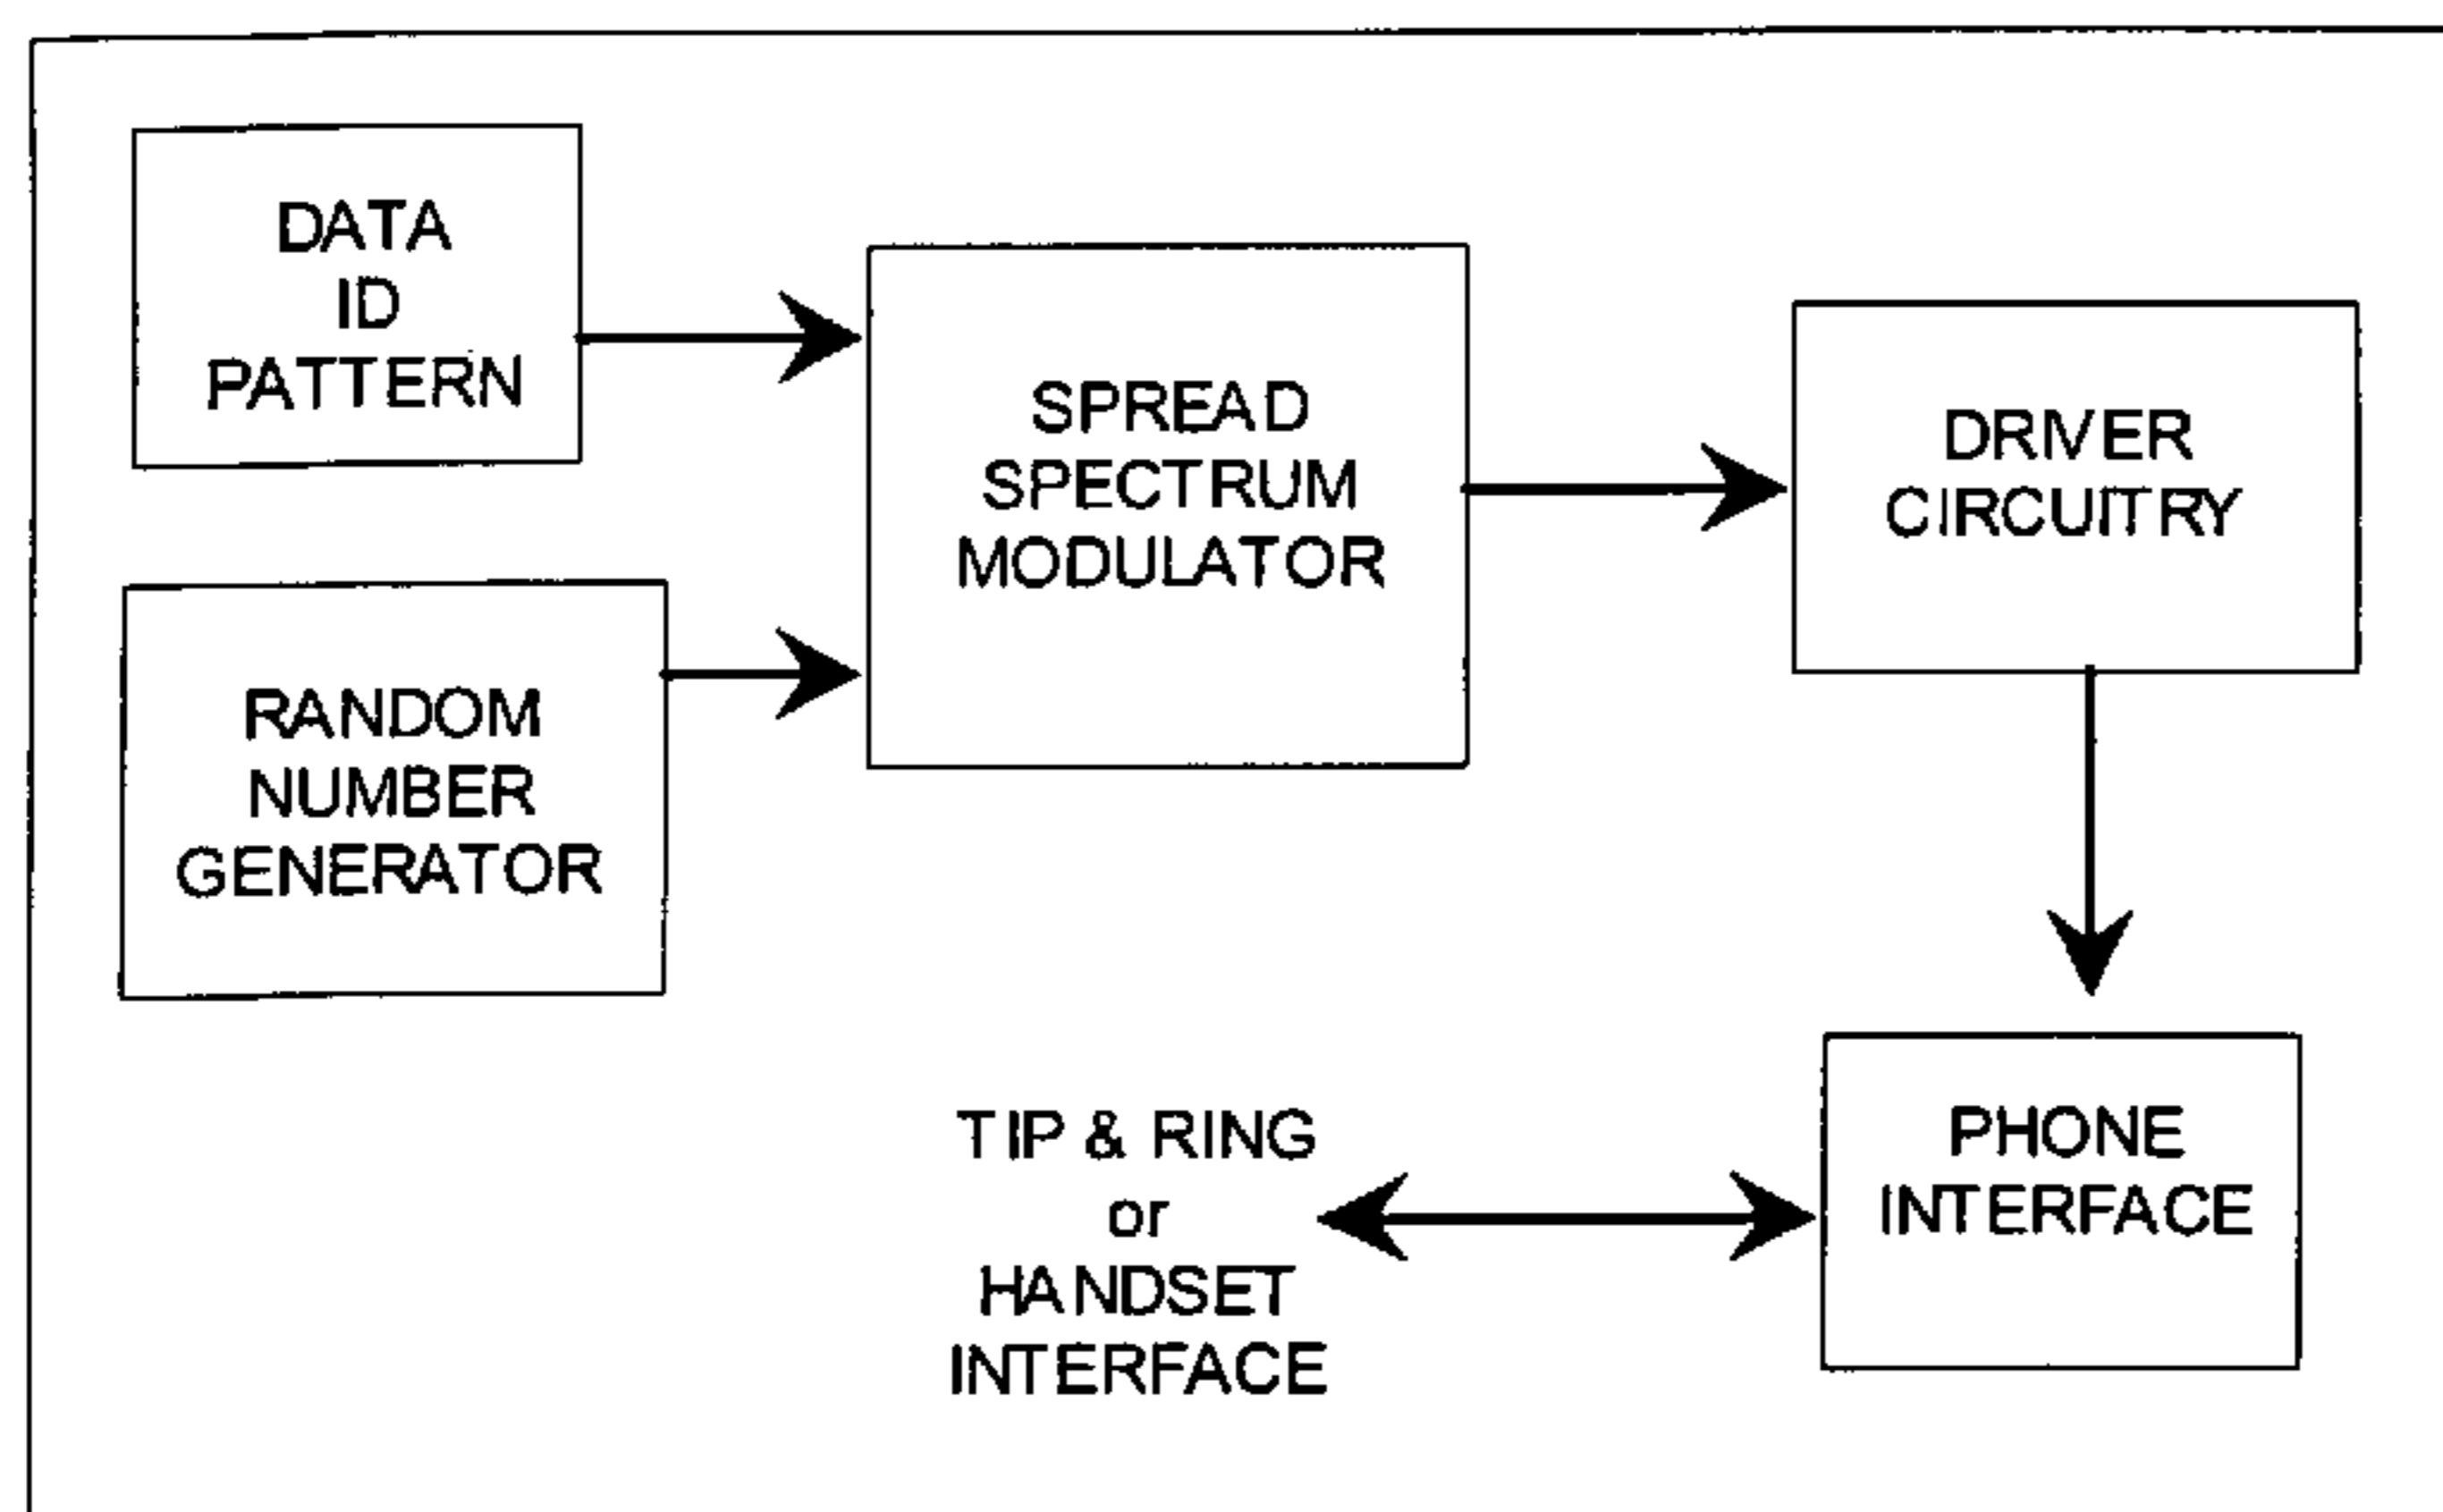 DATA
ID
PATTERN
SPREAD
SPECTRUM
MODULATOR
DRIVER
CIRCUITRY
RANDOM
NUMBER
GENERATOR
TIP & RING
or
HANDSET
INTERFACE
PHONE
INTERFACE